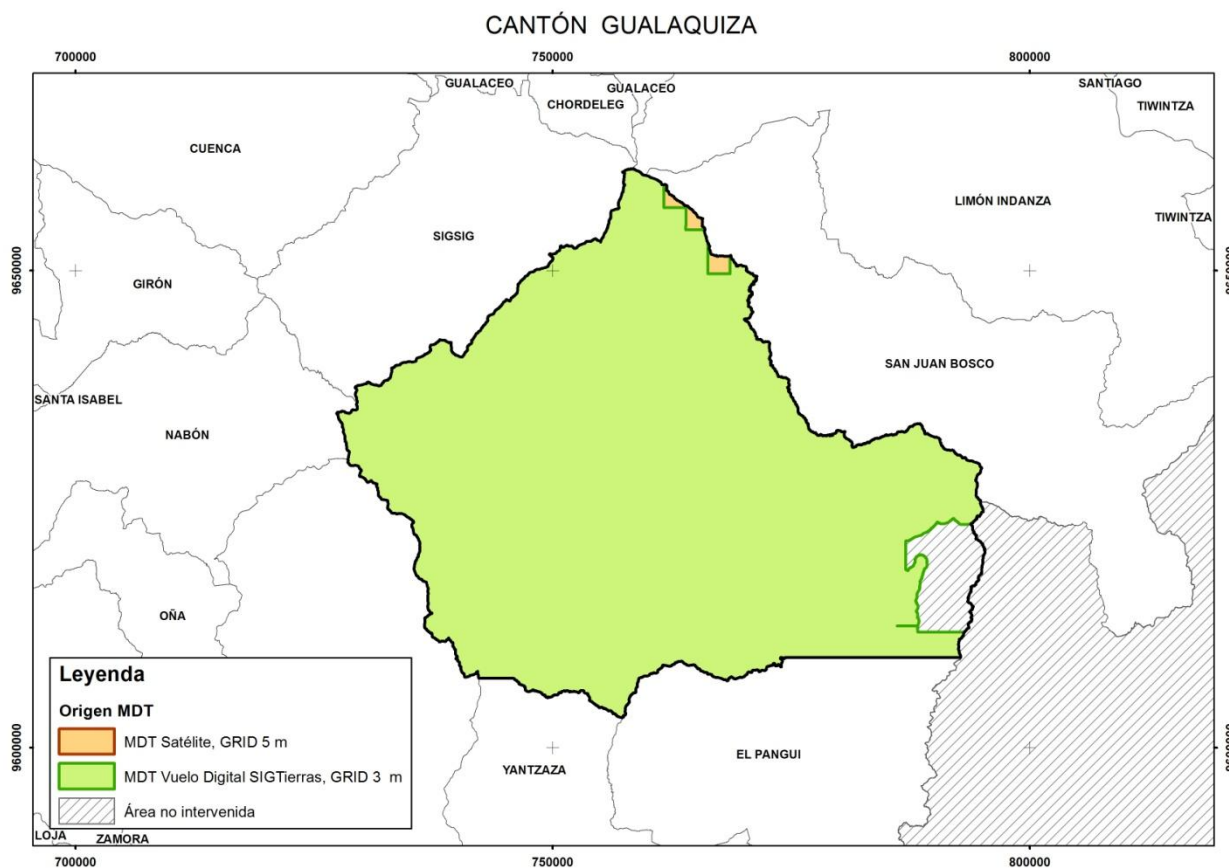 CANTÓN GUALAQUIZA
700000
750000
800000
GUALACEO
GUALACEO
SANTIAGO
CHORDELEG
TIWINTZA
CUENCA
LIMÓN INDANZA
TIWINTZA
SIGSIG
9650000
9650000
GIRÓN
SAN JUAN BOSCO
SANTA ISABEL
NABÓN
OÑA
Leyenda
Origen MDT
MDT Satélite, GRID 5 m
MDT Vuelo Digital SIGTierras, GRID 3 m
Área no intervenida
9600000
9600000
YANTZAZA
EL PANGUI
LOJA
ZAMORA
700000
750000
800000